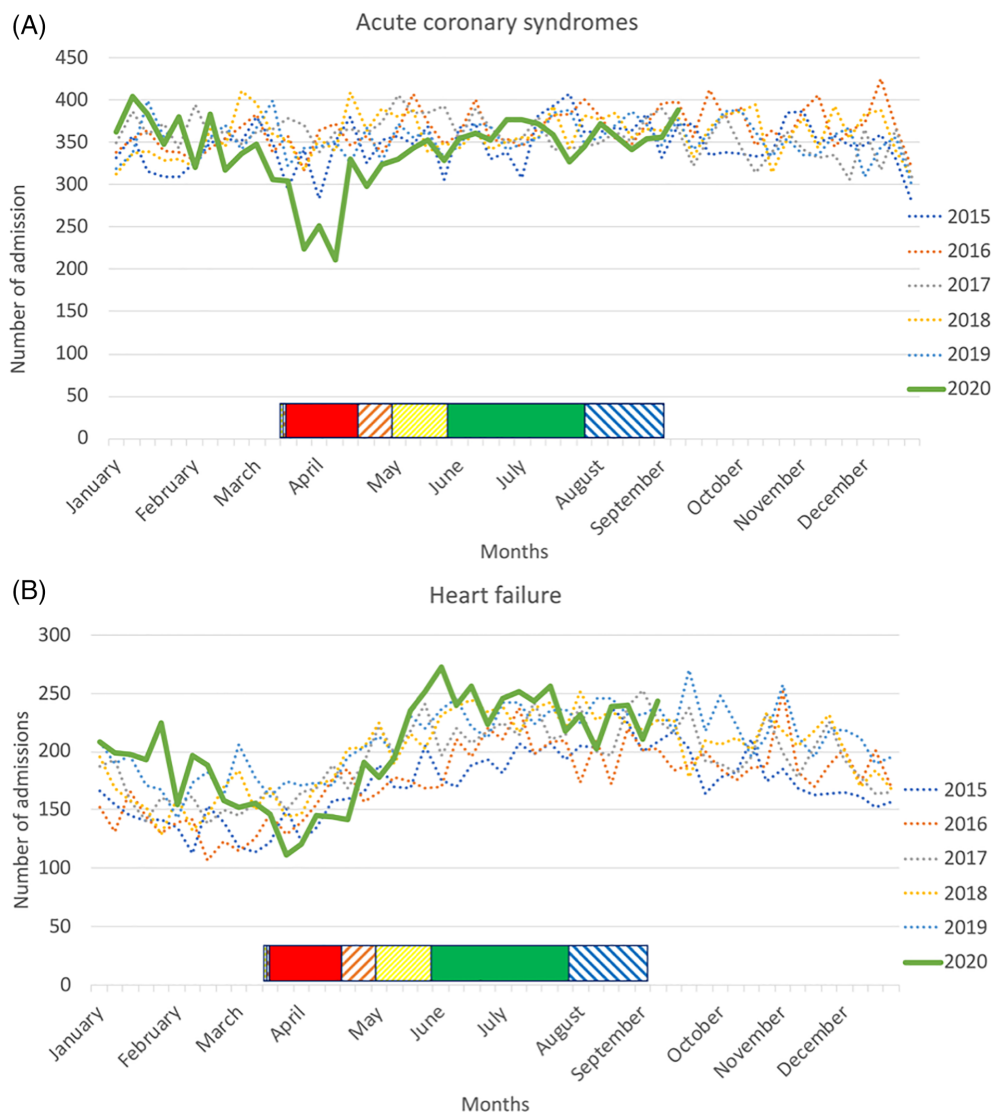 (A)
Acute coronary syndromes
Number of admission
450
400
350
300
250
200
150
100
50
0
January
February
March
April
May
June
July
August
September
October
November
December
Months
2015
2016
2017
2018
2019
2020
(B)
Heart failure
Number of admissions
300
250
200
150
100
50
0
January
February
March
April
May
June
July
August
September
October
November
December
Months
2015
2016
2017
2018
2019
2020